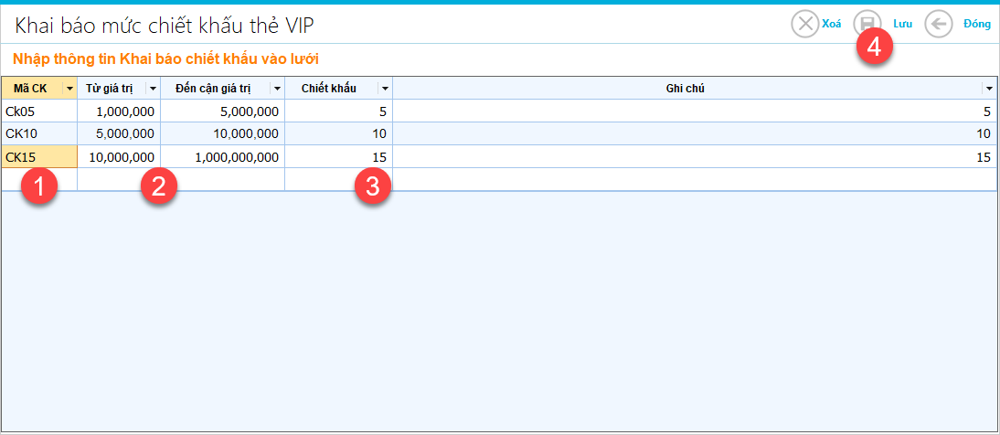 Khai báo mức chiết khấu thẻ VIP
Xoá Lưu Đóng
4
Nhập thông tin Khai báo chiết khấu vào lưới
Mã CK Từ giá trị Đến cận giá trị Chiết khấu Ghi chú
Ck05 1,000,000 5,000,000 5 5
CK10 5,000,000 10,000,000 10 10
CK15 10,000,000 1,000,000,000 15 15
1 2 3